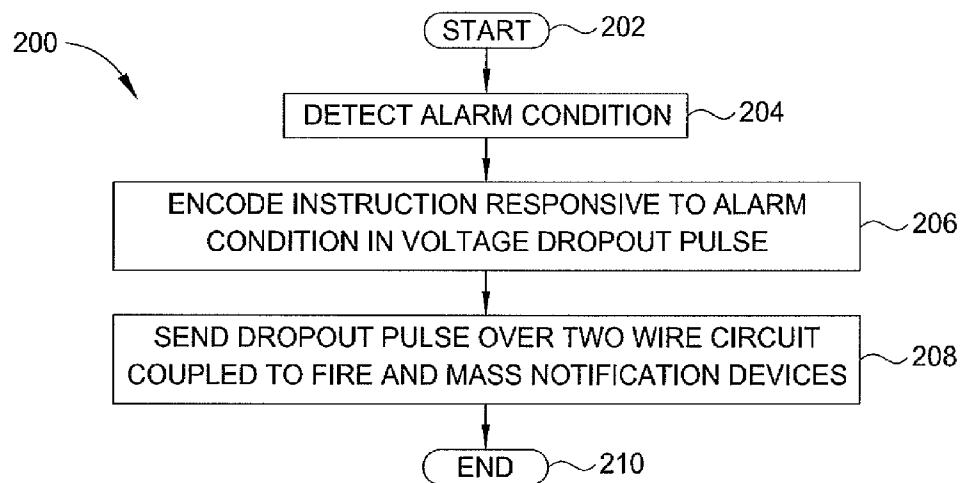 200
START 202
DETECT ALARM CONDITION 204
ENCODE INSTRUCTION RESPONSIVE TO ALARM
CONDITION IN VOLTAGE DROPOUT PULSE
206
SEND DROPOUT PULSE OVER TWO WIRE CIRCUIT
COUPLED TO FIRE AND MASS NOTIFICATION DEVICES
208
END 210